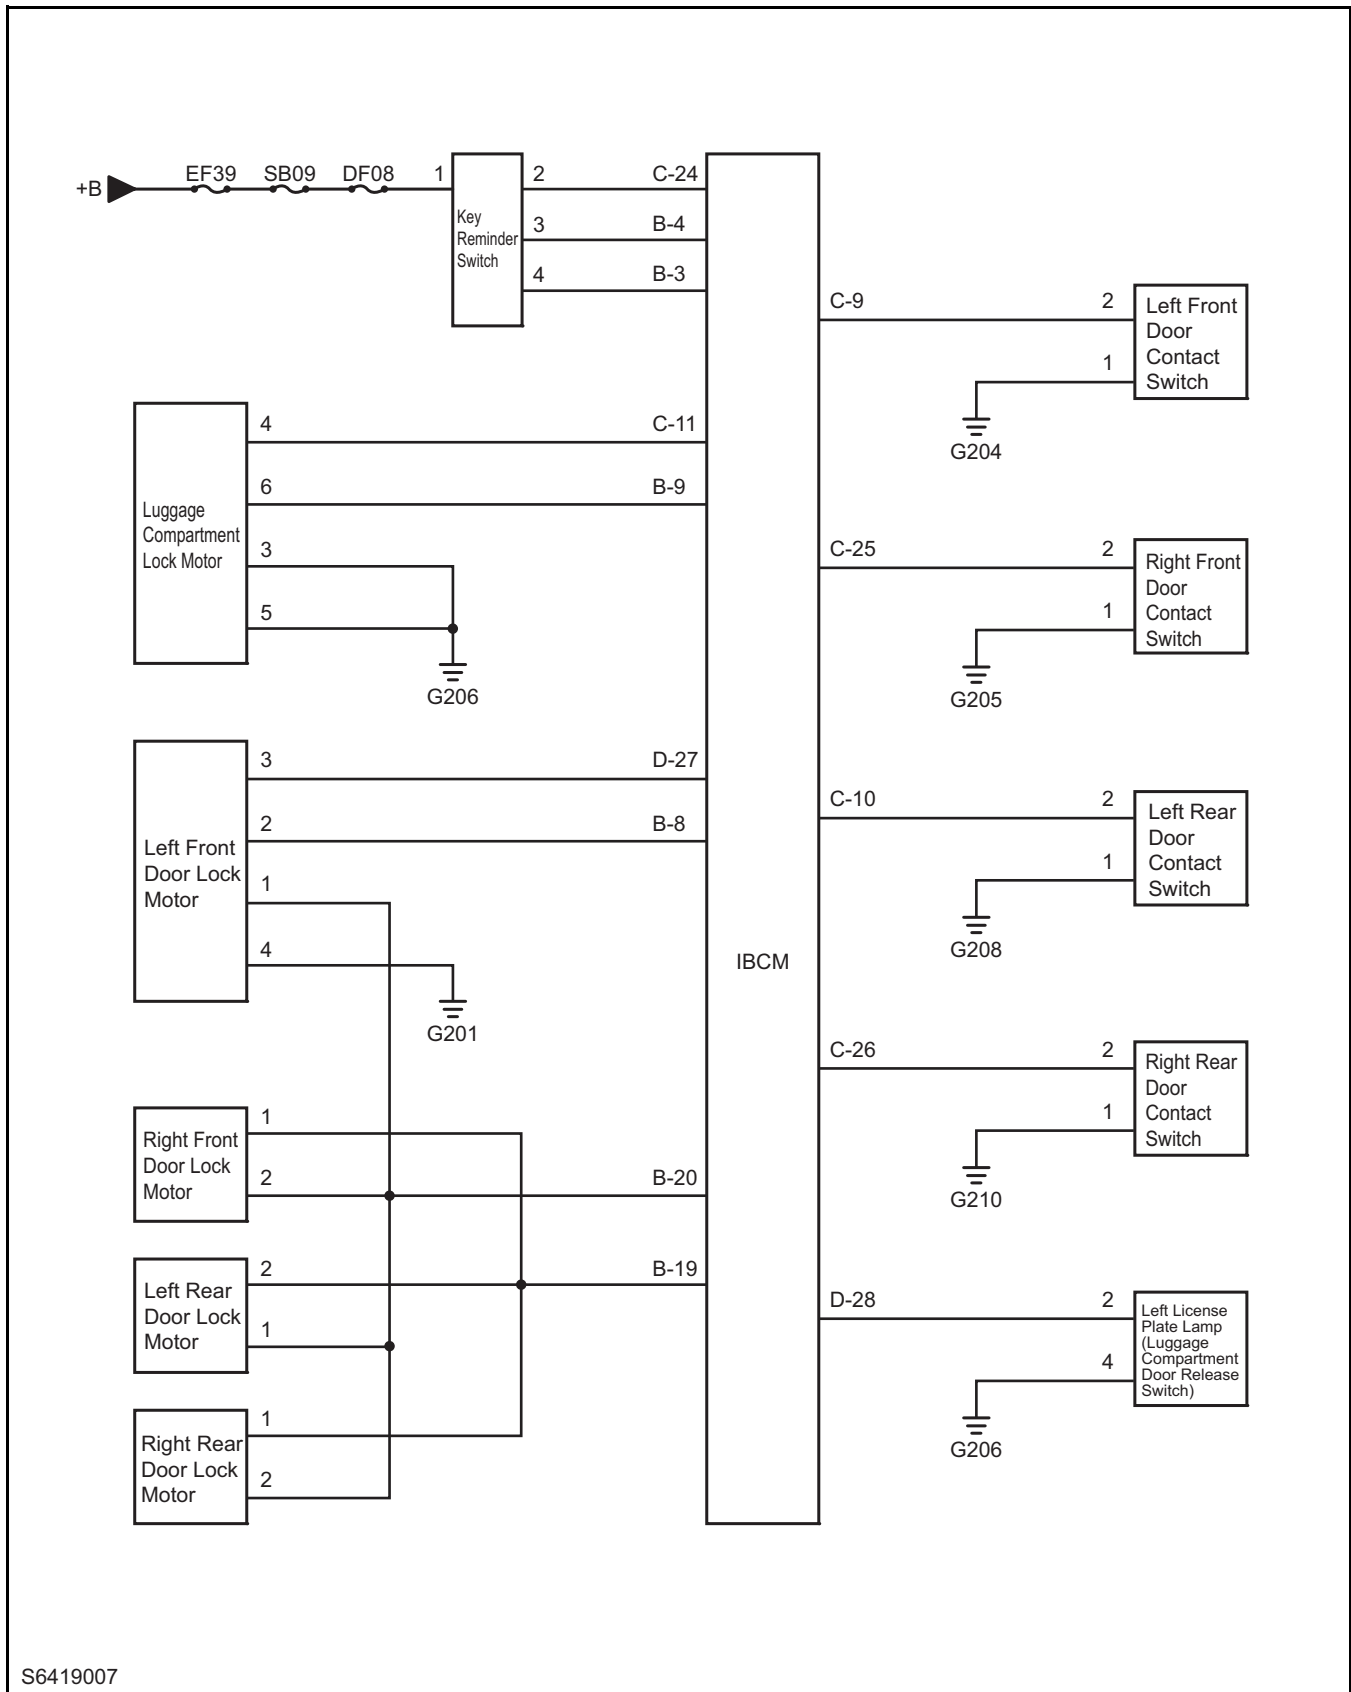 +B
EF39
SB09
DF08
1
Key
Reminder
Switch
2
C-24
3
B-4
4
B-3
Luggage
Compartment
Lock Motor
4
C-11
6
B-9
3
5
G206
Left Front
Door Lock
Motor
3
D-27
2
B-8
1
4
G201
Right Front
Door Lock
Motor
1
2
B-20
Left Rear
Door Lock
Motor
2
B-19
1
Right Rear
Door Lock
Motor
1
2
IBCM
C-9
2
1
Left Front
Door
Contact
Switch
G204
C-25
2
1
Right Front
Door
Contact
Switch
G205
C-10
2
1
Left Rear
Door
Contact
Switch
G208
C-26
2
1
Right Rear
Door
Contact
Switch
G210
D-28
2
4
Left License
Plate Lamp
(Luggage
Compartment
Door Release
Switch)
G206
S6419007